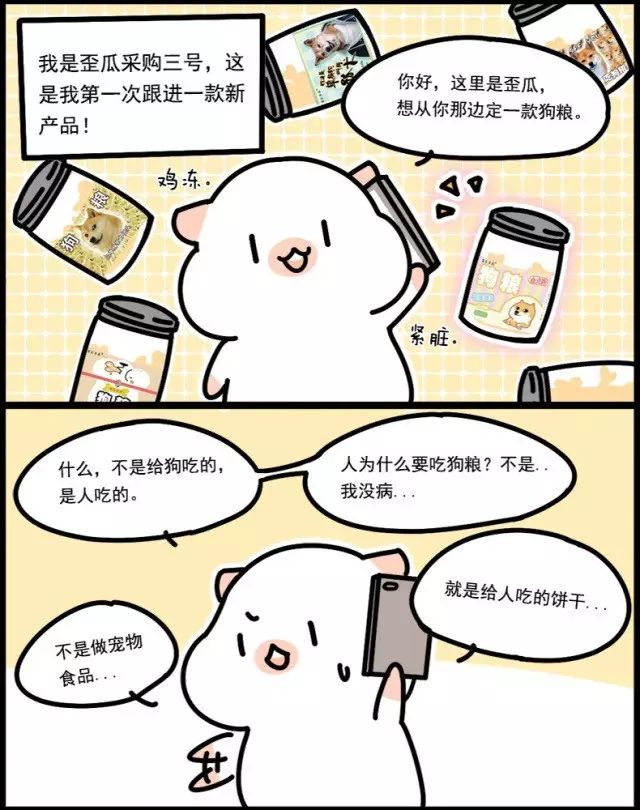 我是歪瓜采购三号，这
是我第一次跟进一款新
产品！
你好，这里是歪瓜，
想从你那边定一款狗粮。
鸡冻.
狗粮
狗粮
紧脏.
什么，不是给狗吃的，
是人吃的。
人为什么要吃狗粮？不是..
我没病...
就是给人吃的饼干...
不是做宠物
食品...